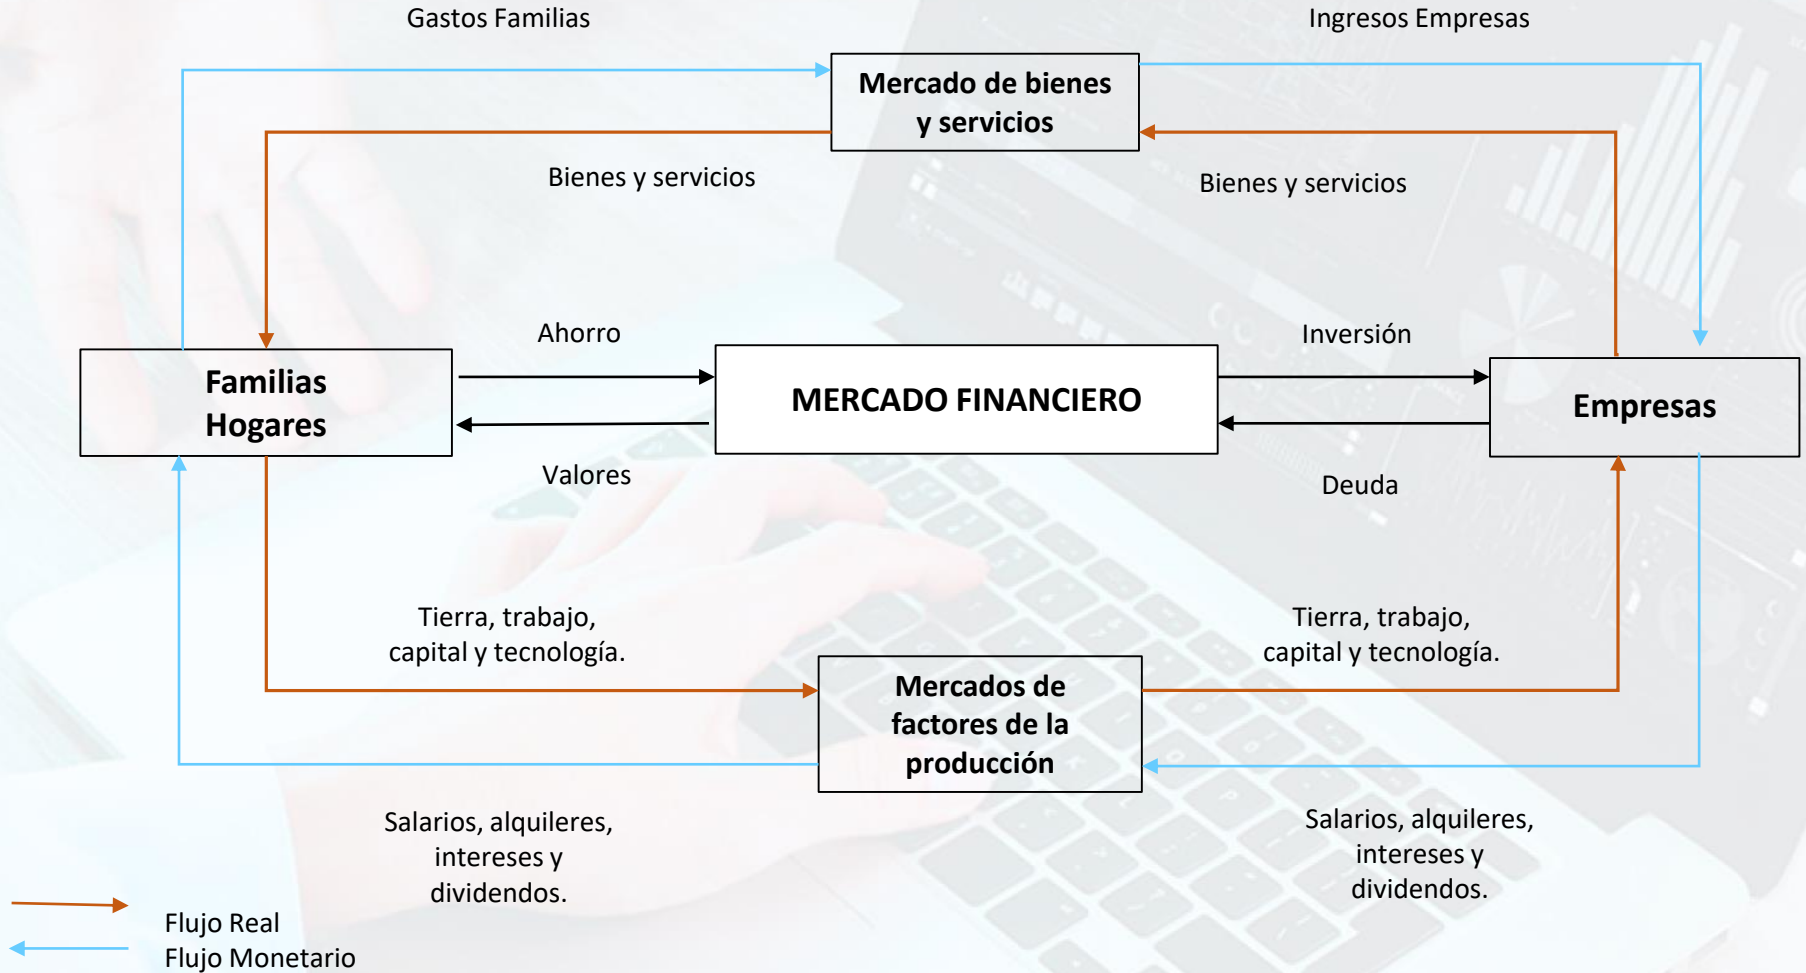 Gastos Familias
Ingresos Empresas
Mercado de bienes
y servicios
Bienes y servicios
Bienes y servicios
Ahorro
Inversión
Familias
Hogares
MERCADO FINANCIERO
Empresas
Valores
Deuda
Tierra, trabajo,
capital y tecnología.
Tierra, trabajo,
capital y tecnología.
Mercados de
factores de la
producción
Salarios, alquileres,
intereses y
dividendos.
Salarios, alquileres,
intereses y
dividendos.
Flujo Real
Flujo Monetario